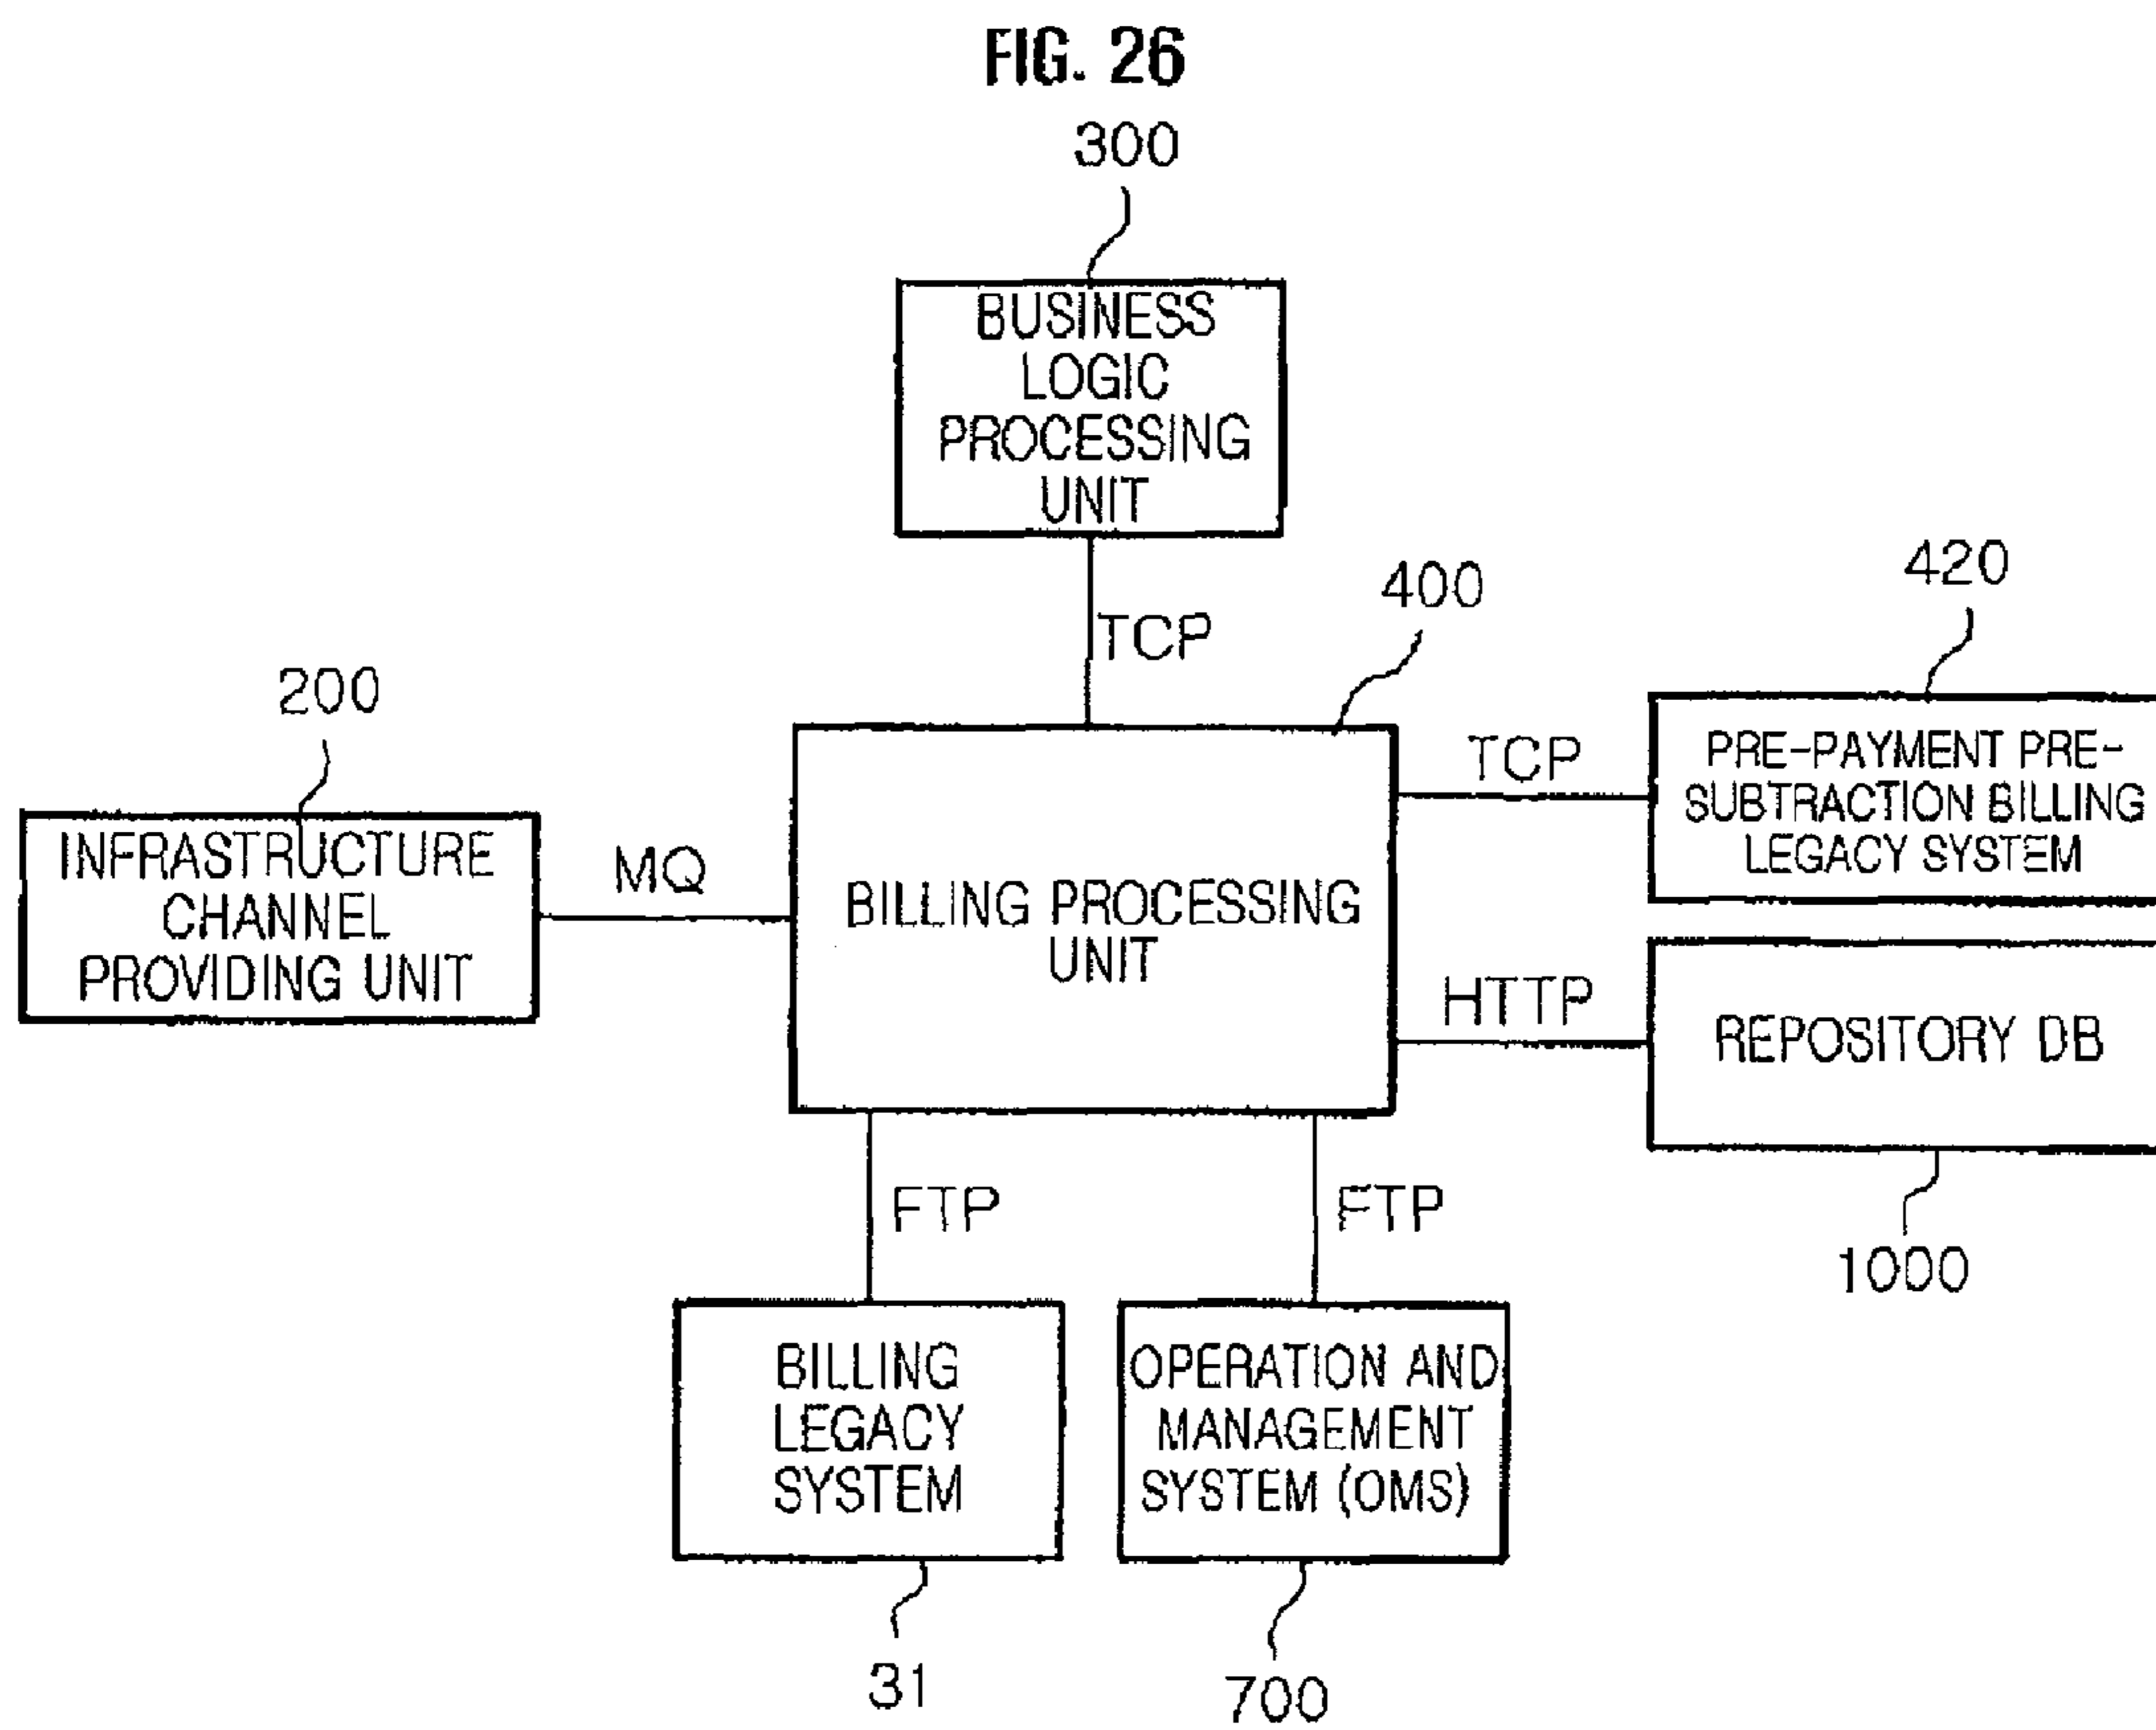 FIG. 26
300
BUSINESS
LOGIC
PROCESSING
UNIT
TCP
400
420
200
PRE-PAYMENT PRE-
SUBTRACTION BILLING
LEGACY SYSTEM
TCP
INFRASTRUCTURE
CHANNEL
PROVIDING UNIT
MQ
BILLING PROCESSING
UNIT
HTTP
REPOSITORY DB
1000
FTP
FTP
BILLING
LEGACY
SYSTEM
OPERATION AND
MANAGEMENT
SYSTEM (OMS)
31
700